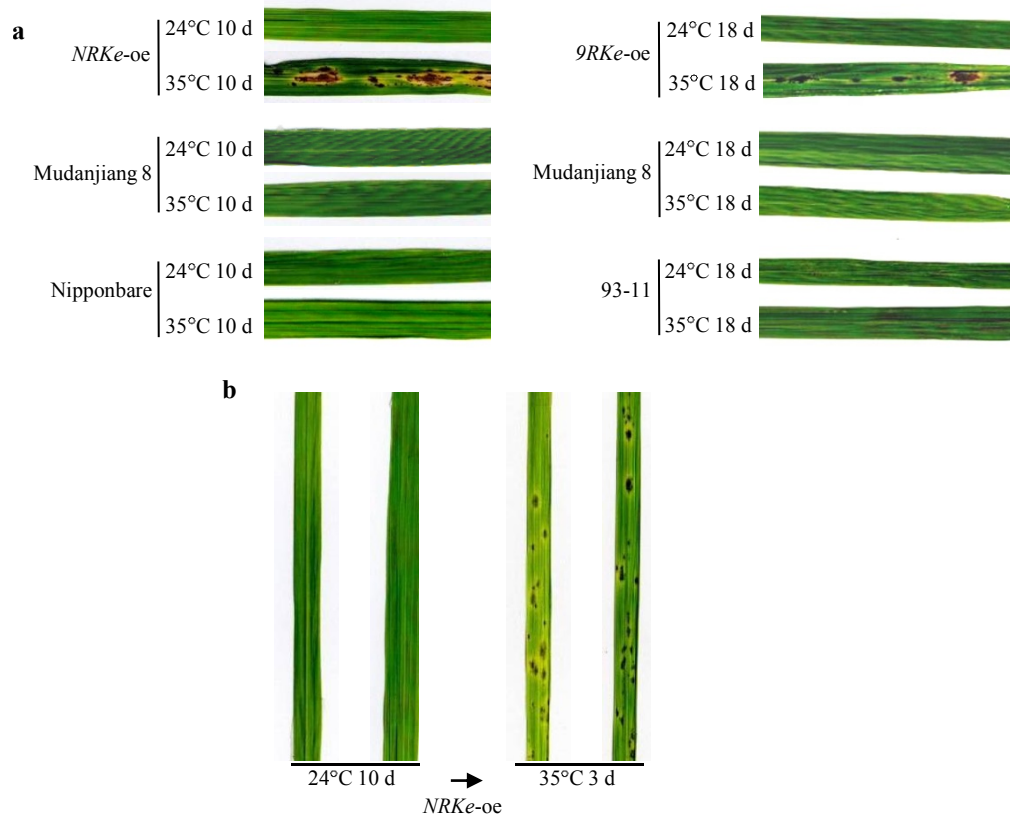 a
NRKe-oe
24°C 10 d
35°C 10 d
Mudanjiang 8
24°C 10 d
35°C 10 d
Nipponbare
24°C 10 d
35°C 10 d
9RKe-oe
24°C 18 d
35°C 18 d
Mudanjiang 8
24°C 18 d
35°C 18 d
93-11
24°C 18 d
35°C 18 d
b
24°C 10 d
35°C 3 d
NRKe-oe